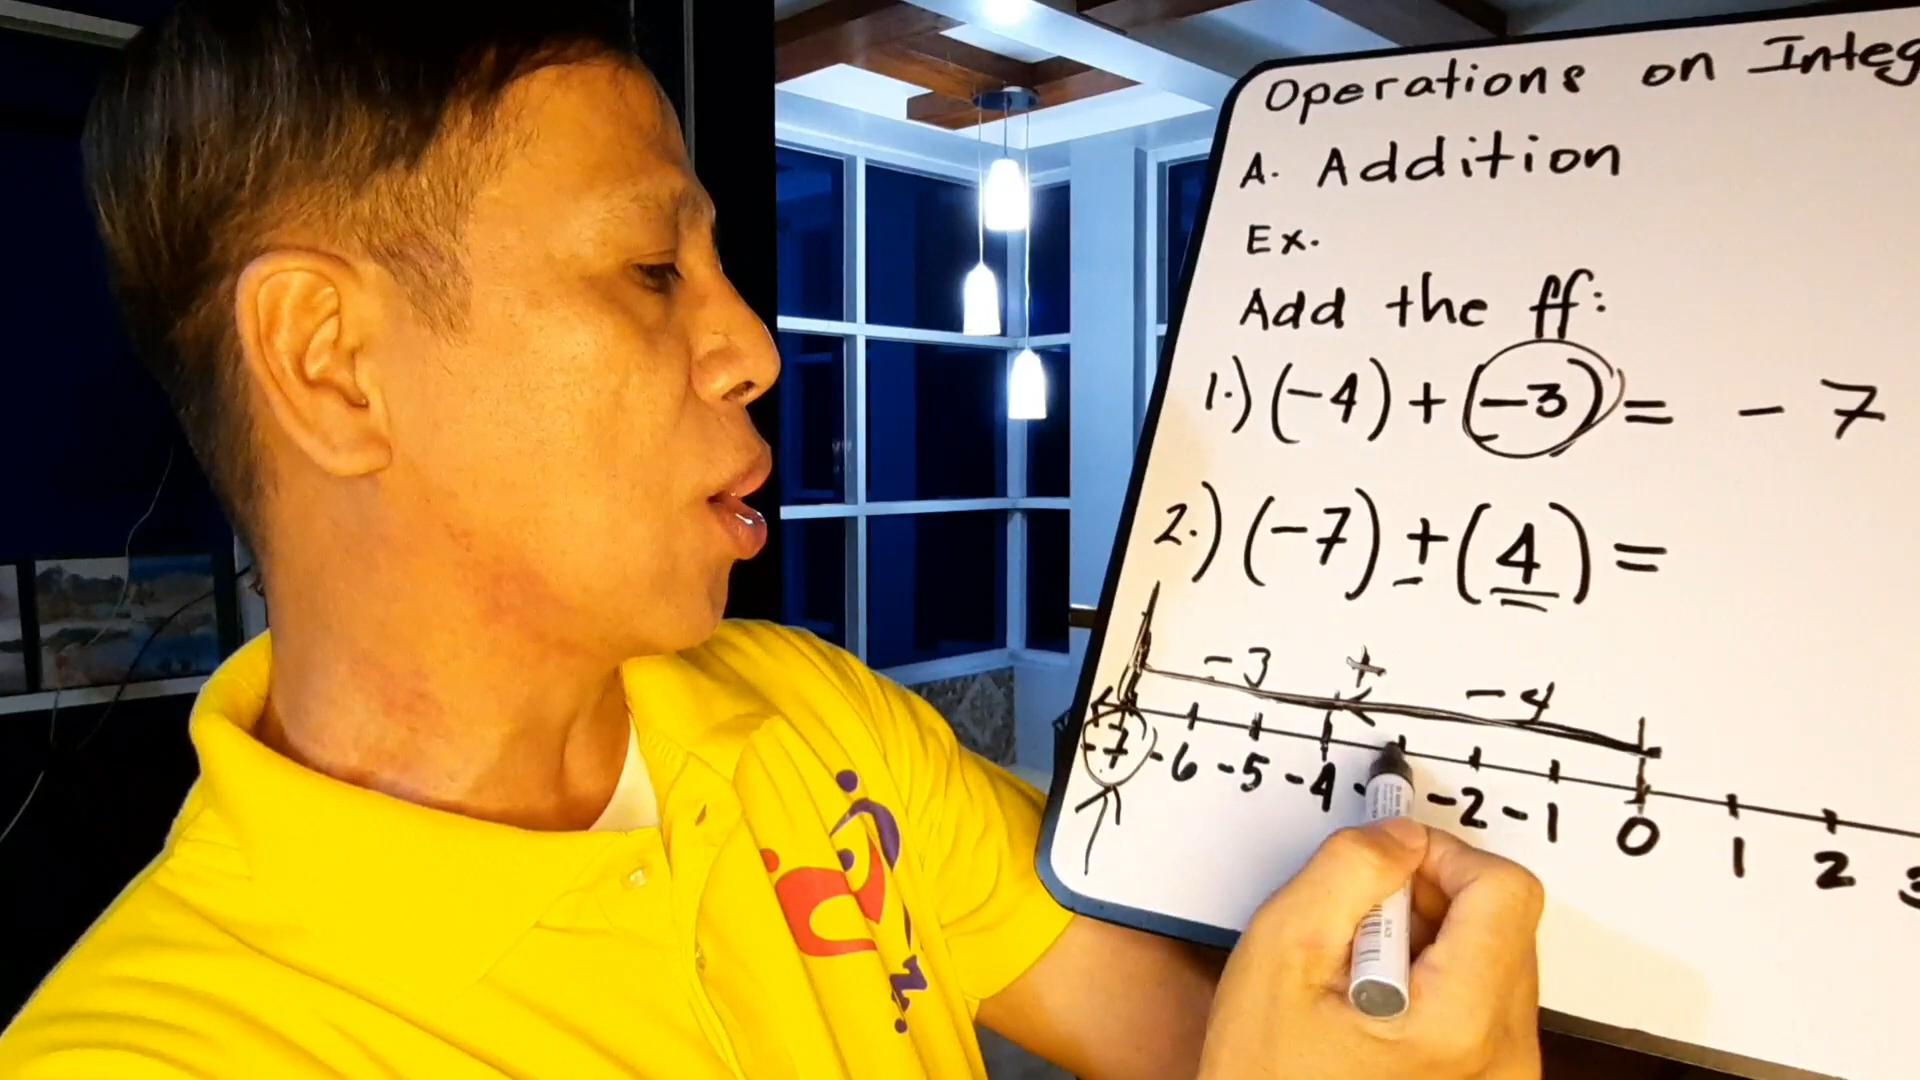 Operations on Integ
A. Addition
Ex.
Add the ff:
1.) (-4) + (-3) = - 7
2.) (-7) + (4) =
-3 + -4
-7 -6 -5 -4 - -2 -1 0 1 2 3